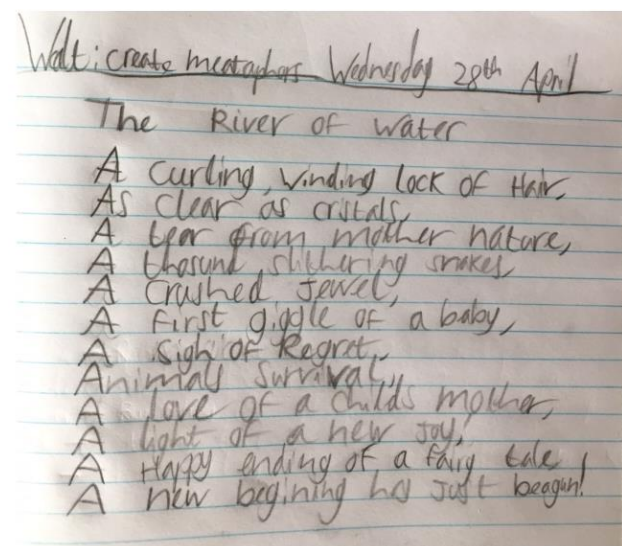 Walt: create meataphors Wednesday 28th April
The River of water
A curling, winding lock of Hair,
As clear as cristals,
A tear from mother nature,
A thosund slithering snakes,
A crushed Jewel,
A first giggle of a baby,
A sigh of Regret,
Animals survival,
A love of a childs mother,
A light of a new joy,
A Happy ending of a fairy tale,
A new begining has just beagun!